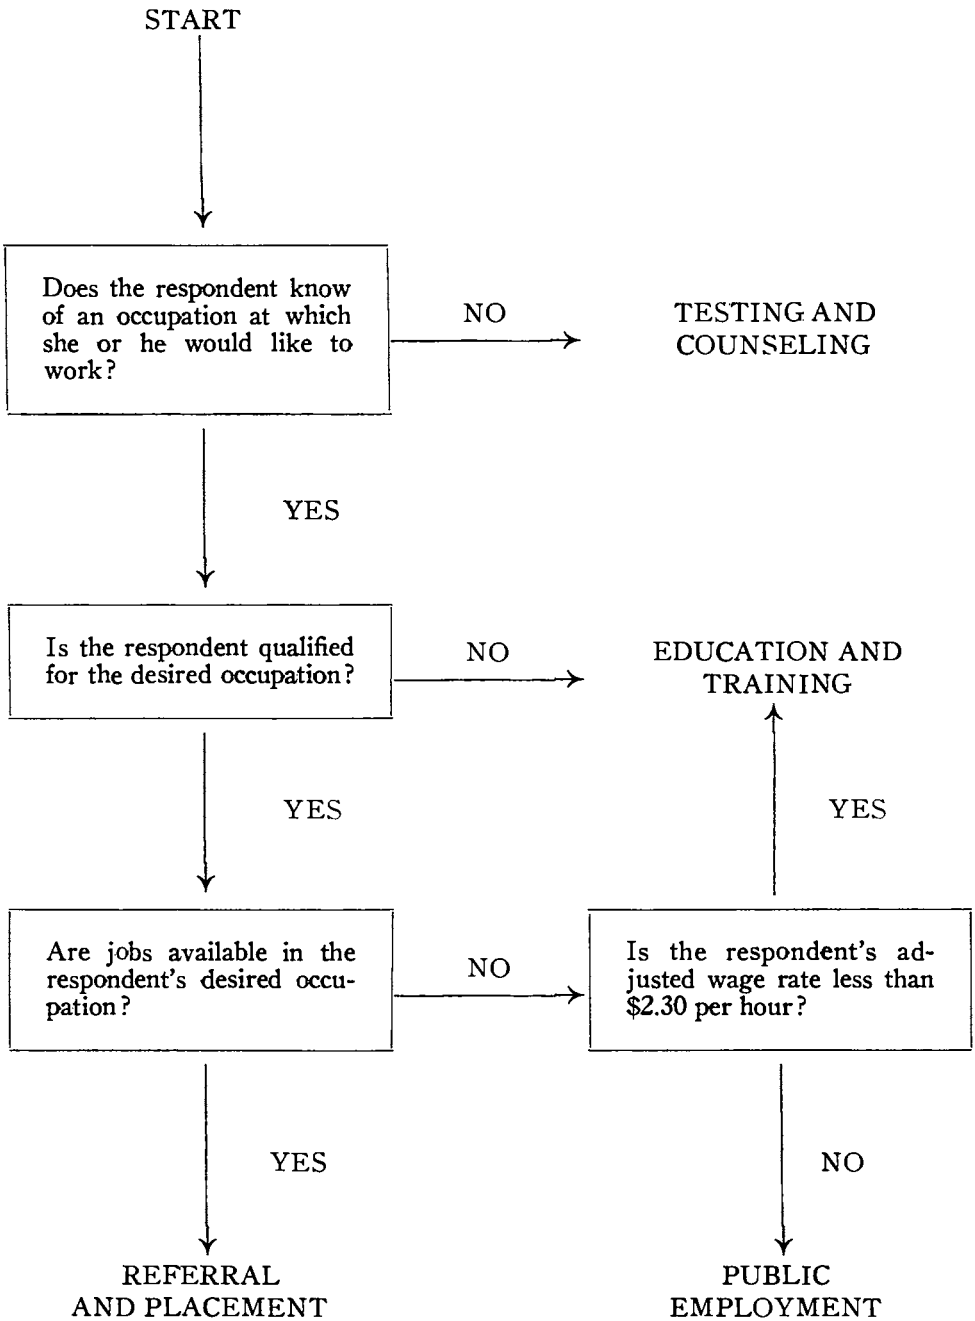 START
Does the respondent know
of an occupation at which
she or he would like to
work?
NO
TESTING AND
COUNSELING
YES
Is the respondent qualified
for the desired occupation?
NO
EDUCATION AND
TRAINING
YES
YES
Are jobs available in the
respondent's desired occu-
pation?
NO
Is the respondent's ad-
justed wage rate less than
$2.30 per hour?
YES
NO
REFERRAL
AND PLACEMENT
PUBLIC
EMPLOYMENT